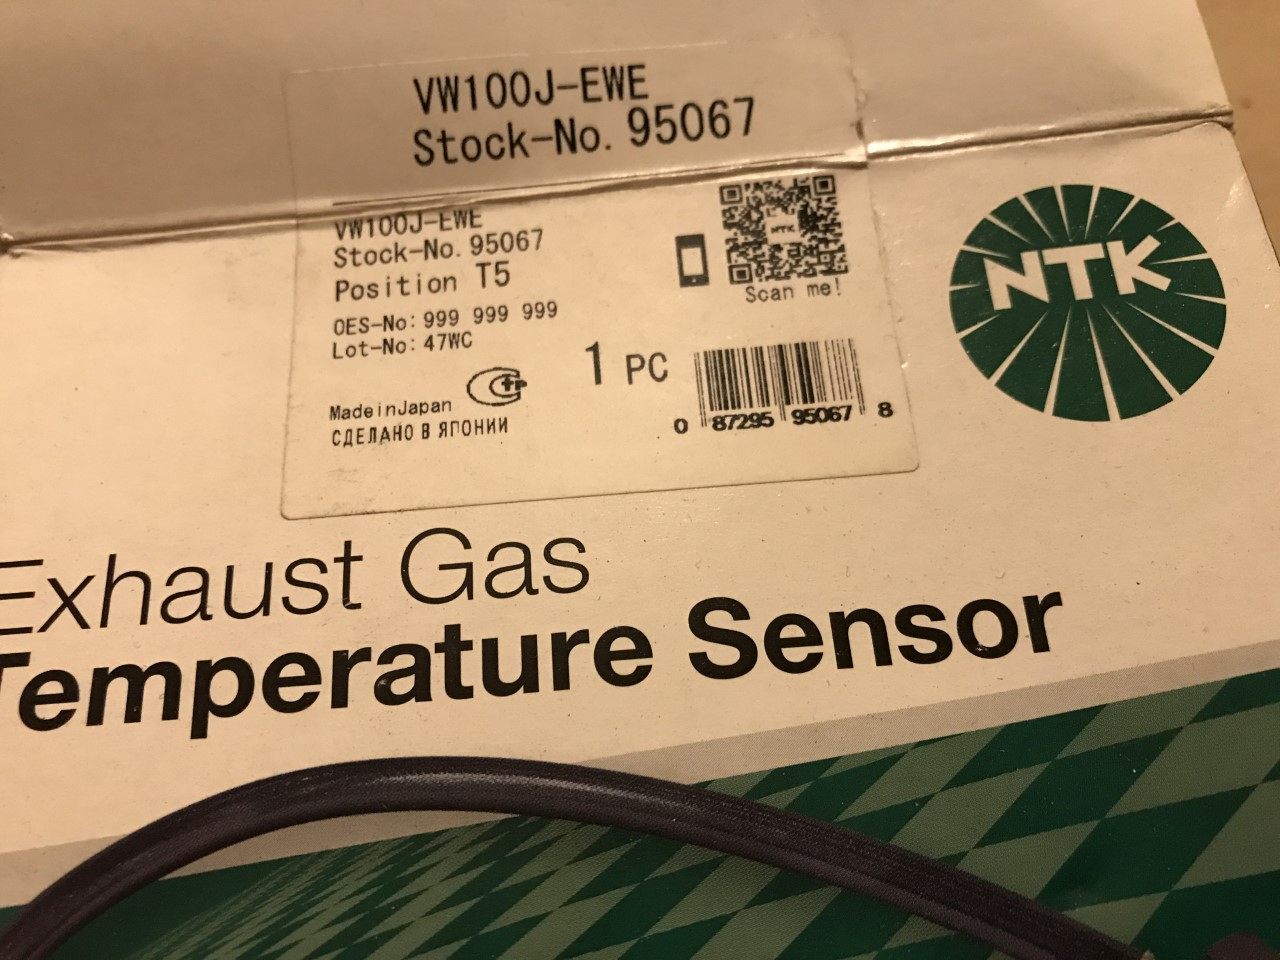 VW100J-EWE
Stock-No. 95067
VW100J-EWE
Stock-No. 95067
Position T5
OES-No: 999 999 999
Lot-No: 47WC
NTK
Scan me!
1 PC
MadeinJapan
СДЕЛАНО В ЯПОНИИ
0 87295 95067 8
NTK
Exhaust Gas
Temperature Sensor